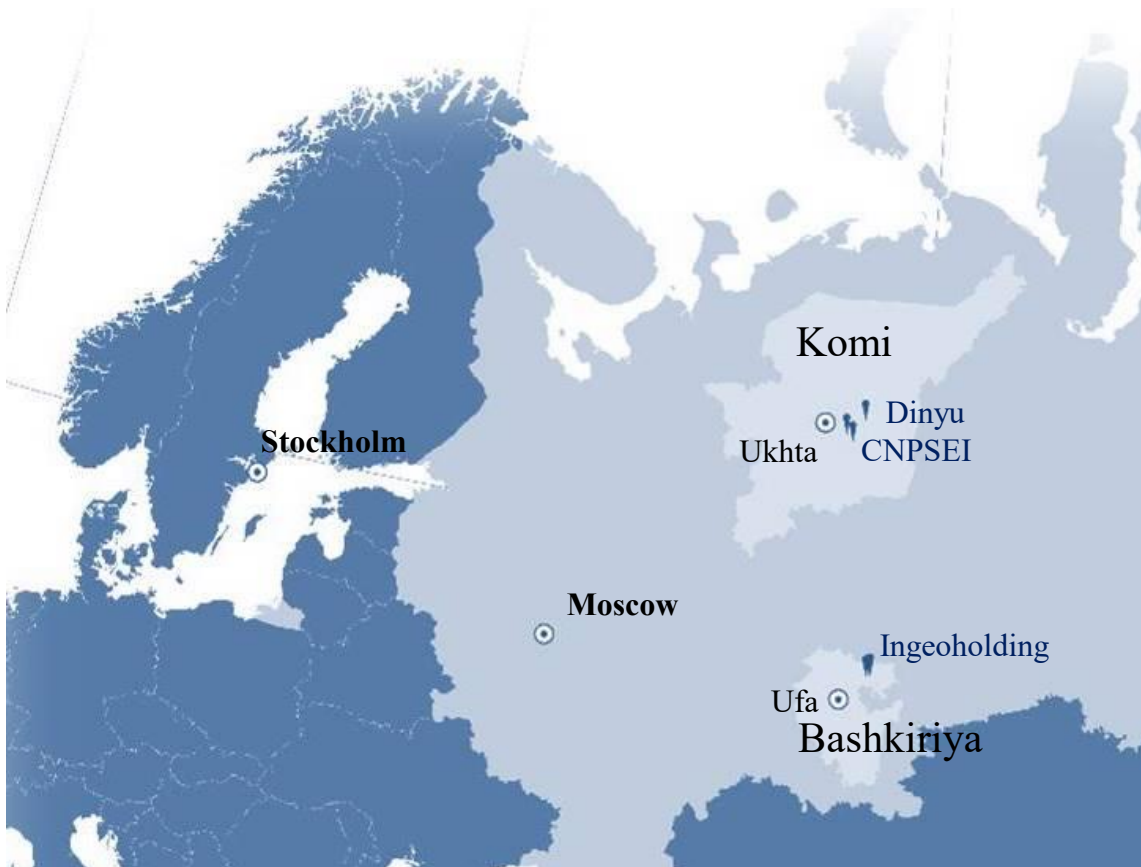 Komi
Dinyu
Ukhta
CNPSEI
Stockholm
Moscow
Ingeoholding
Ufa
Bashkiriya